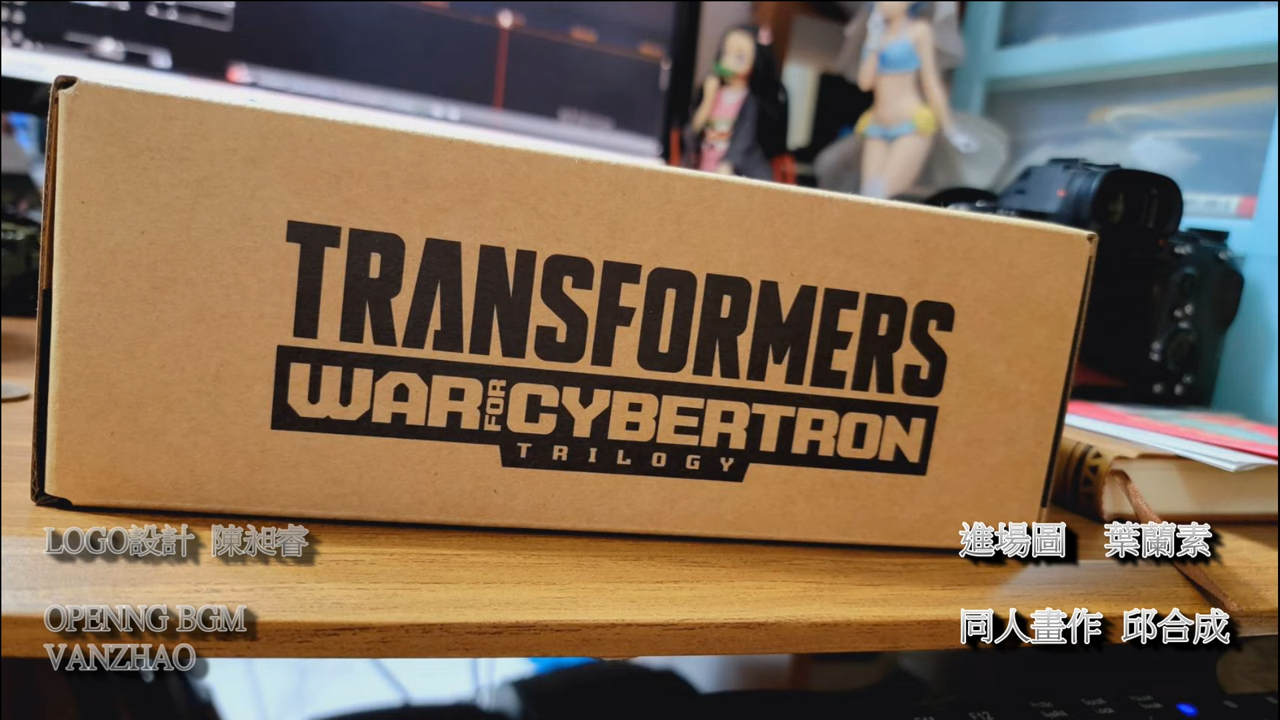 TRANSFORMERS
WAR FOR CYBERTRON
TRILOGY
LOGO設計 陳昶睿
進場圖 葉蘭素
OPENNG BGM
VANZHAO
同人畫作 邱合成